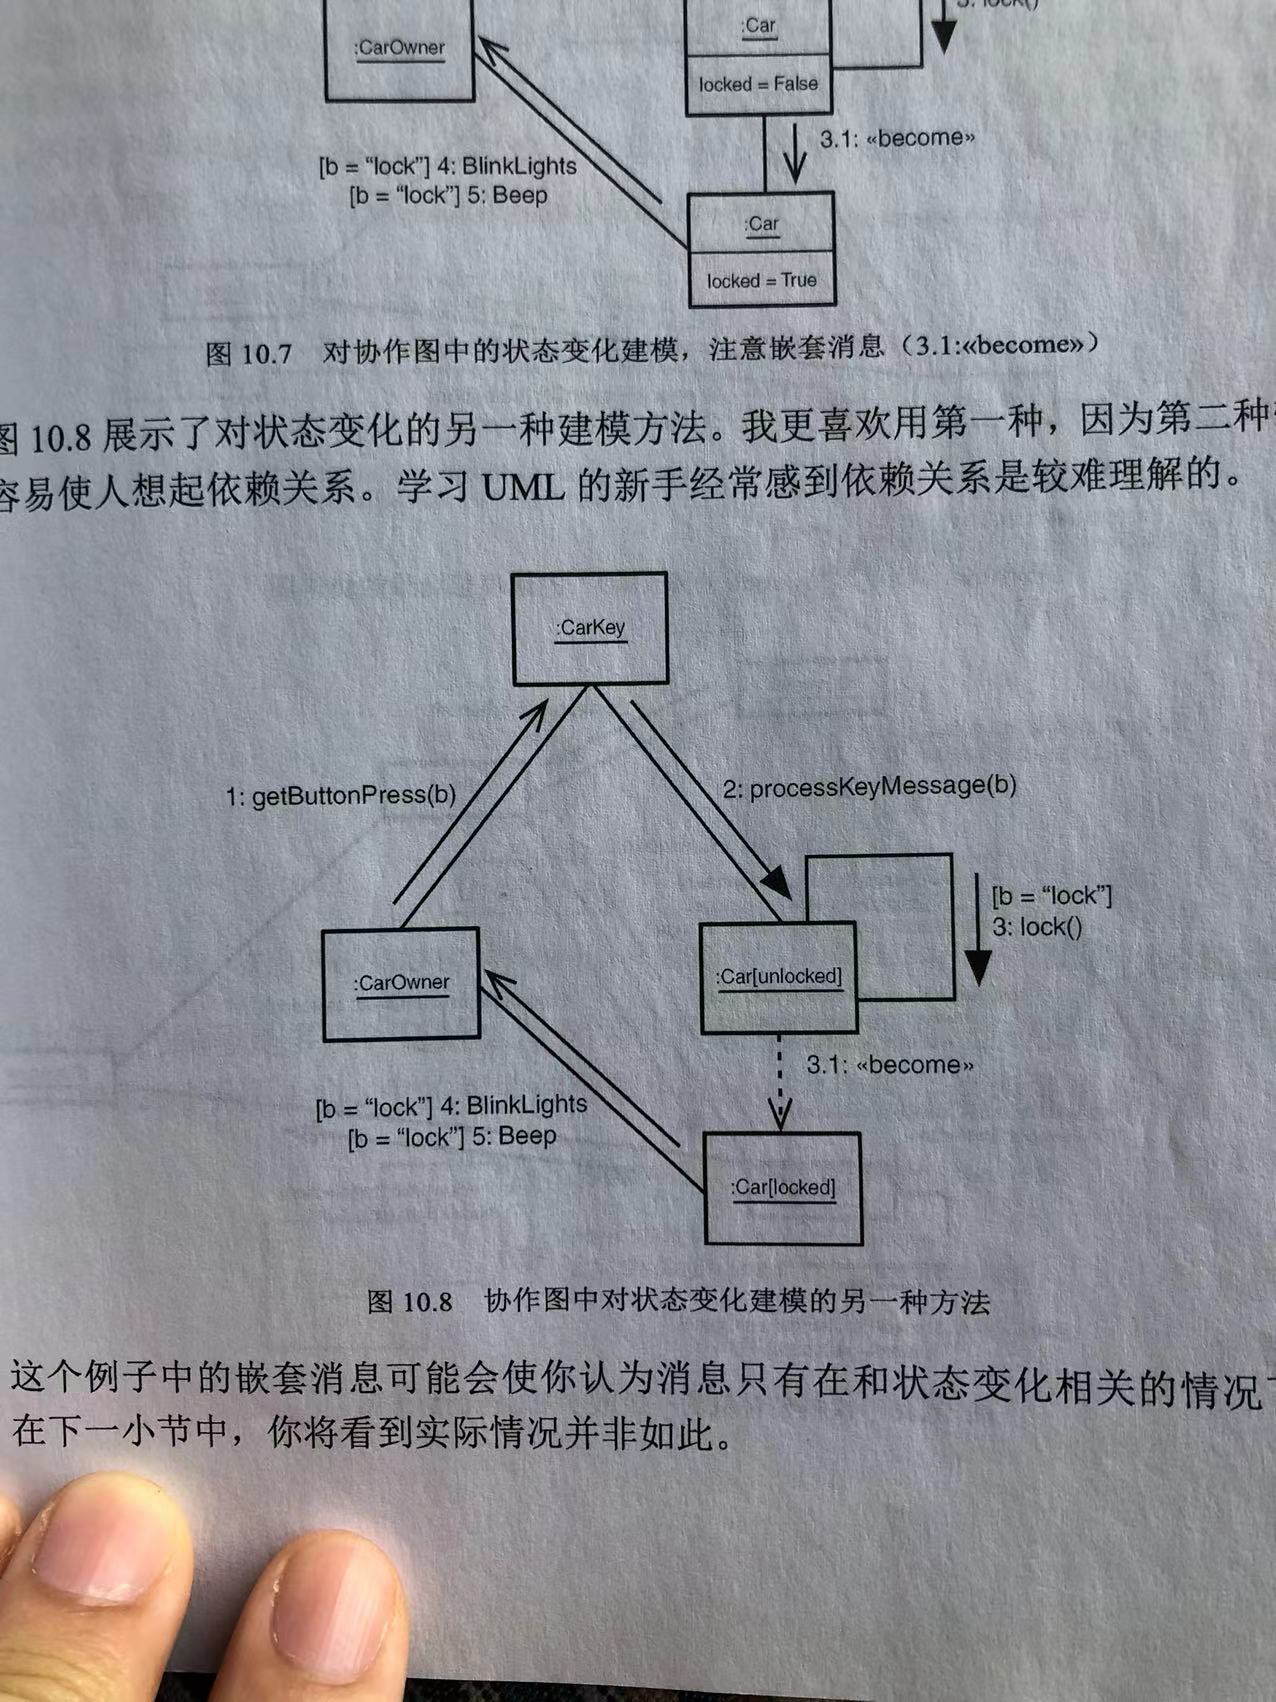 :Car
lock()
:CarOwner
locked = False
3.1: «become»
[b = “lock”] 4: BlinkLights
[b = “lock”] 5: Beep
:Car
locked = True
图 10.7 对协作图中的状态变化建模，注意嵌套消息（3.1:«become»）
图 10.8 展示了对状态变化的另一种建模方法。我更喜欢用第一种，因为第二种
容易使人想起依赖关系。学习 UML 的新手经常感到依赖关系是较难理解的。
:CarKey
1: getButtonPress(b)
2: processKeyMessage(b)
[b = “lock”]
3: lock()
:CarOwner
:Car[unlocked]
3.1: «become»
[b = “lock”] 4: BlinkLights
[b = “lock”] 5: Beep
:Car[locked]
图 10.8 协作图中对状态变化建模的另一种方法
这个例子中的嵌套消息可能会使你认为消息只有在和状态变化相关的情况
在下一小节中，你将看到实际情况并非如此。